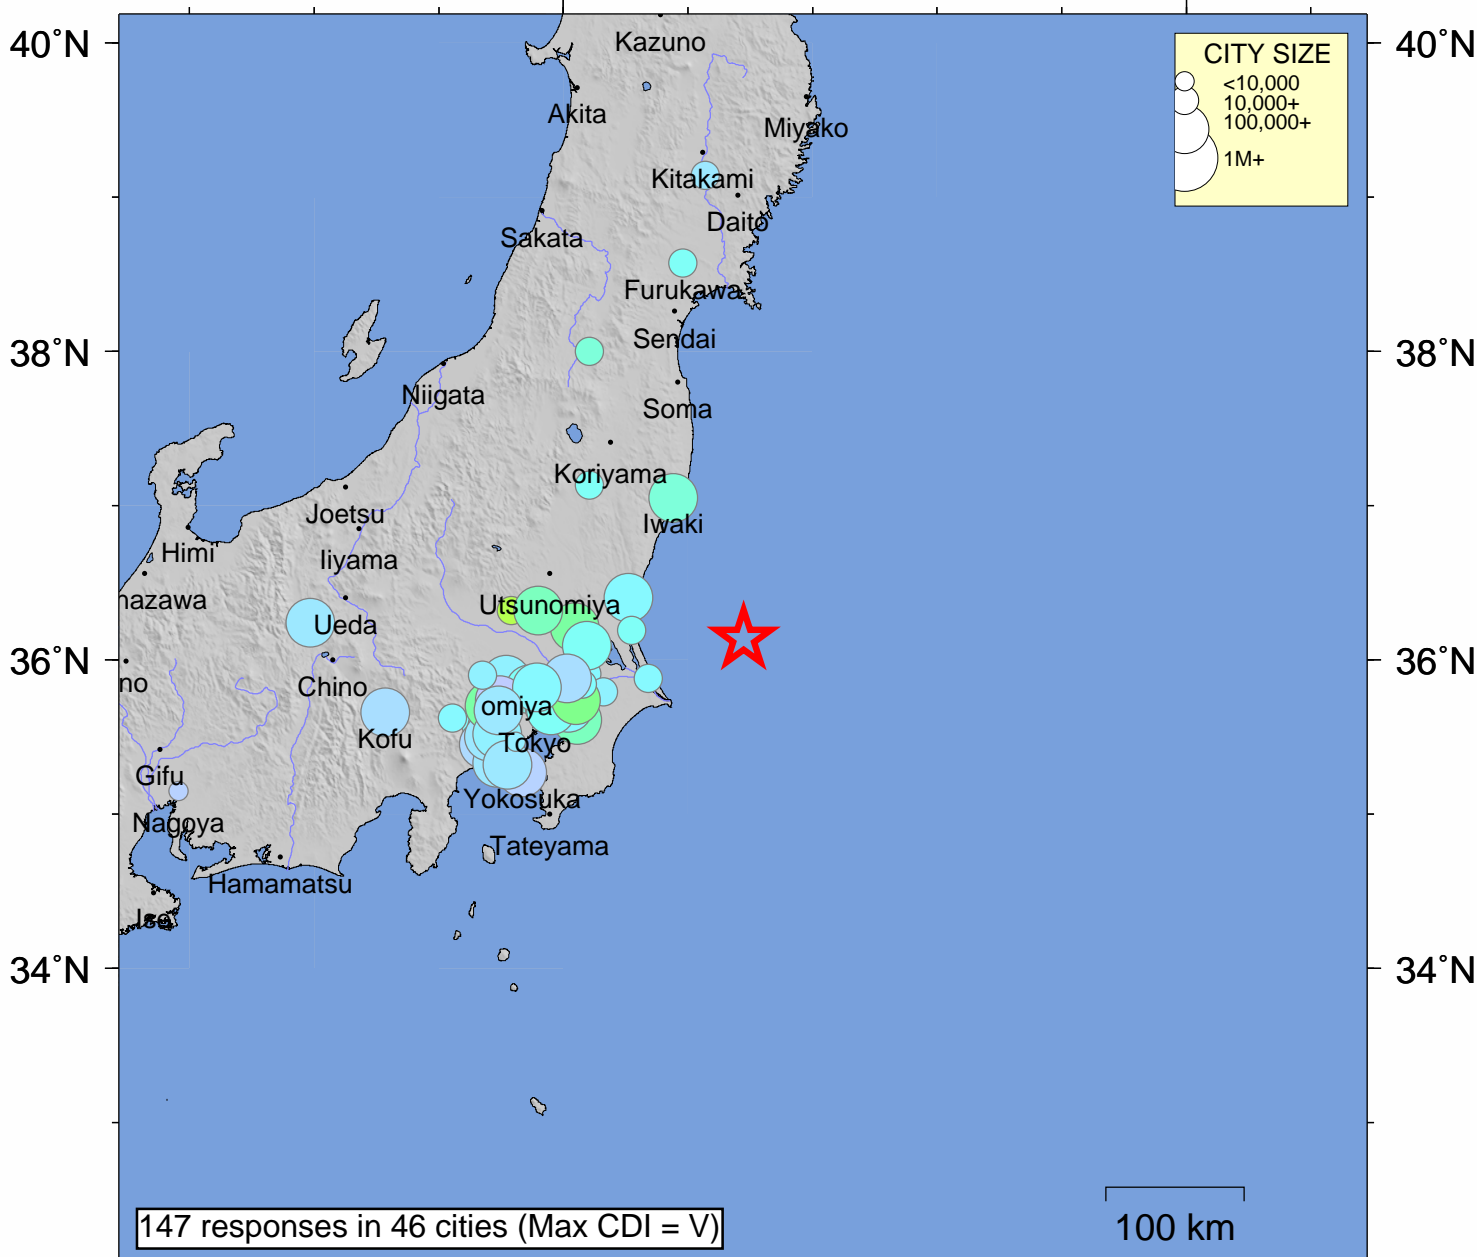 40°N
40°N
Kazuno
CITY SIZE
<10,000
10,000+
100,000+
1M+
Akita
Miyako
Kitakami
Daito
Sakata
Furukawa
Sendai
38°N
38°N
Niigata
Soma
Koriyama
Joetsu
Iwaki
Himi
Iiyama
nazawa
Utsunomiya
Ueda
36°N
36°N
no
Chino
omiya
Kofu
Tokyo
Gifu
Yokosuka
Nagoya
Tateyama
Hamamatsu
Ise
34°N
34°N
147 responses in 46 cities (Max CDI = V)
100 km